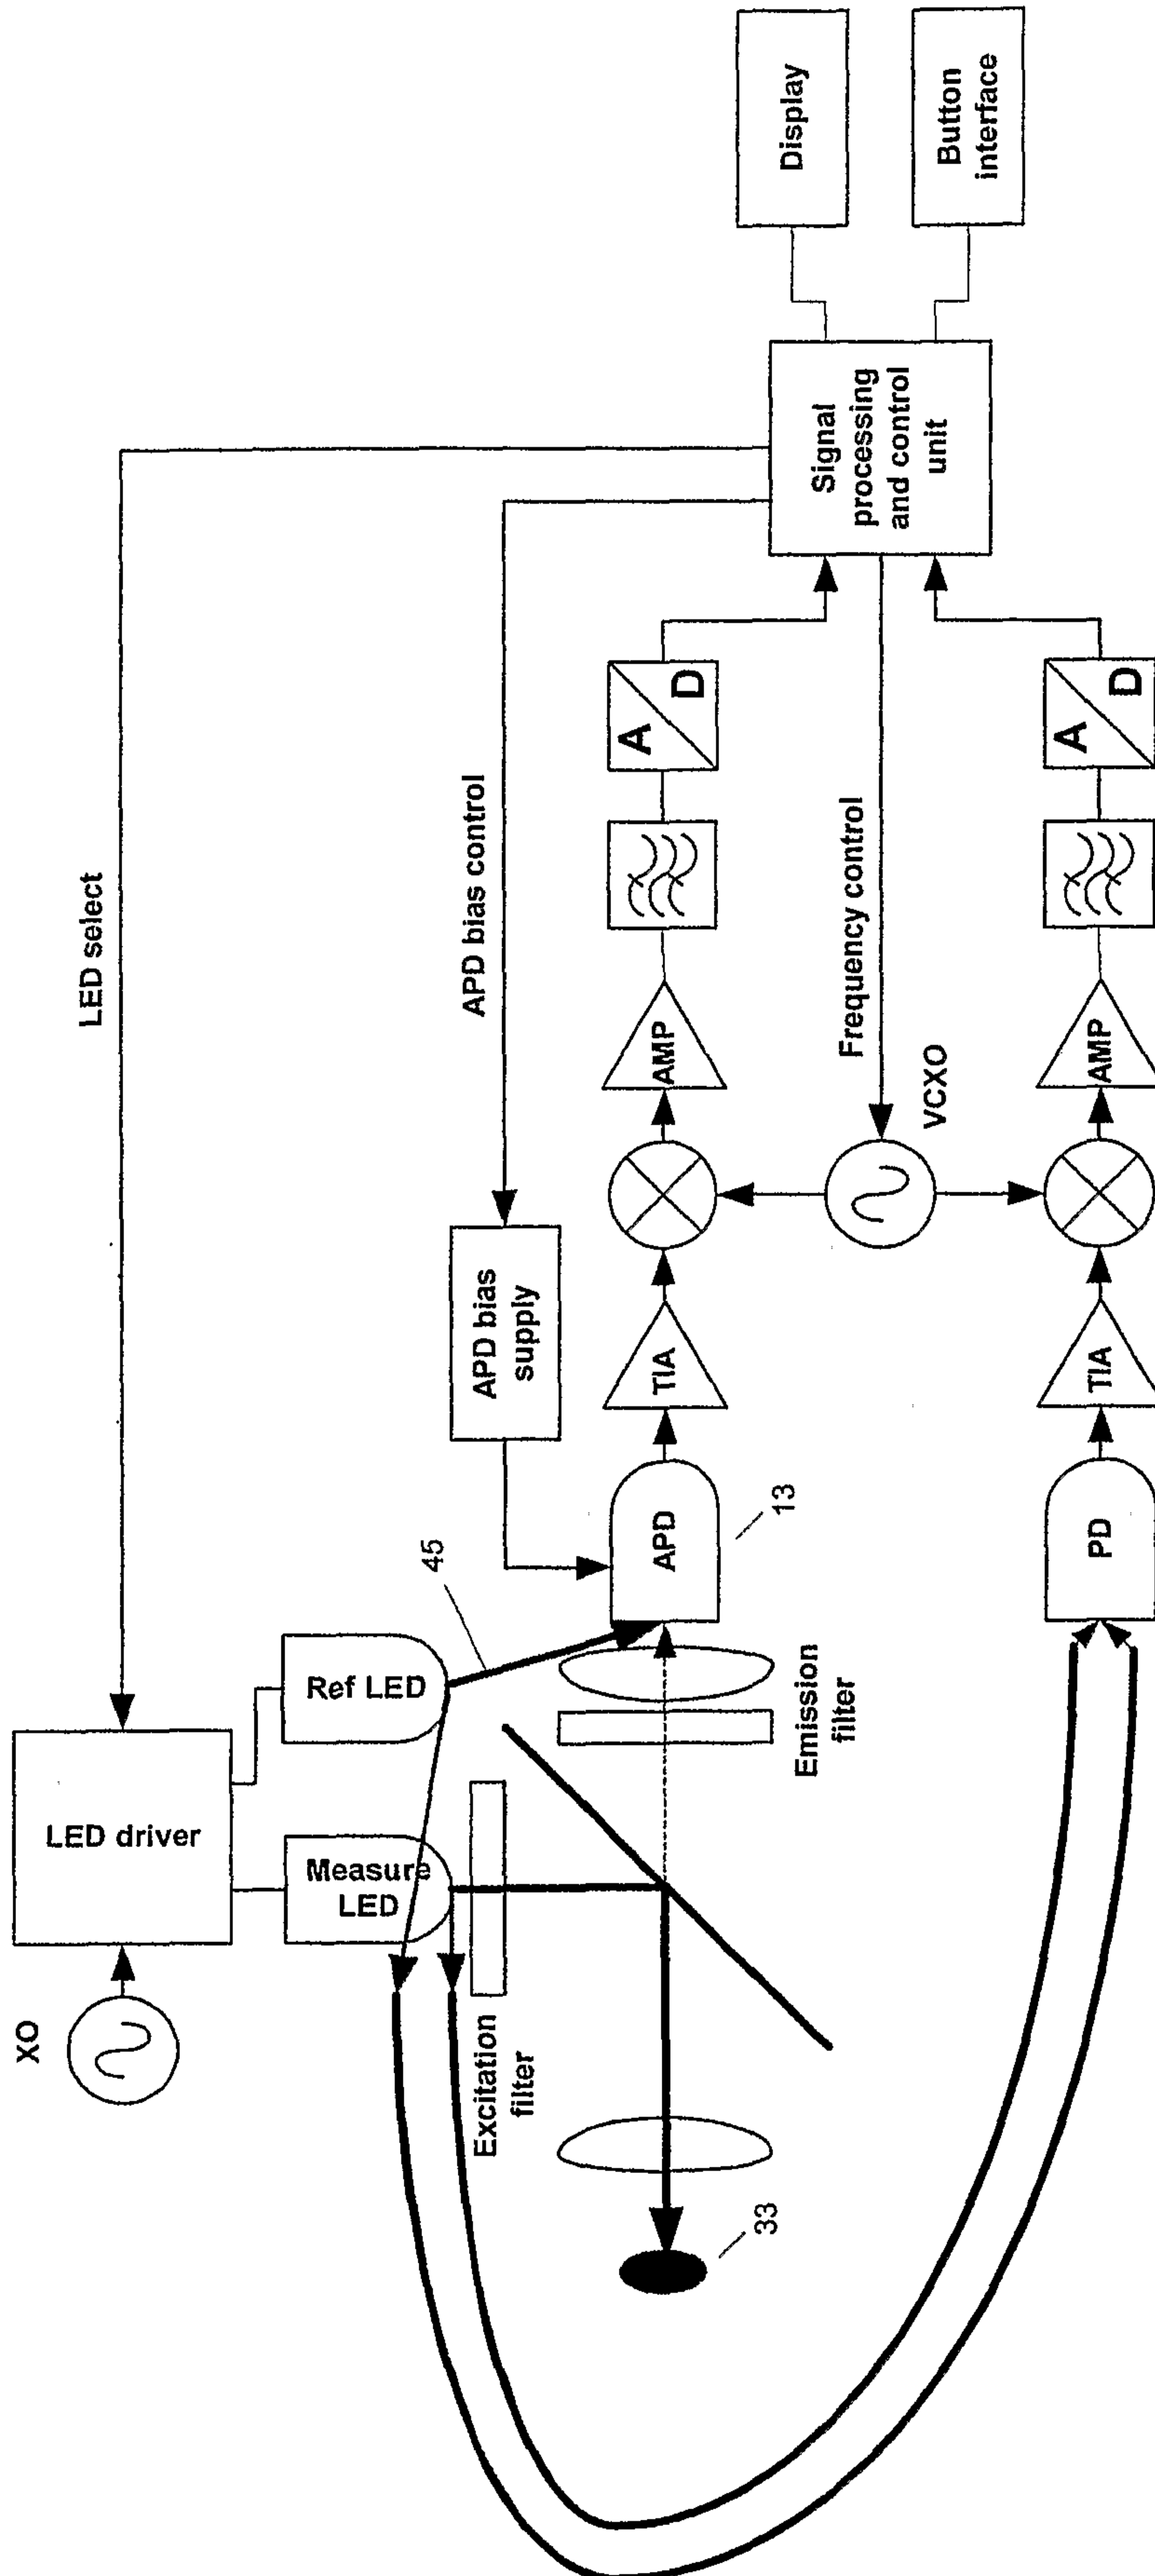 XO
LED driver
LED select
Measure
LED
Ref LED
45
Excitation
filter
APD bias
supply
APD bias control
33
Emission
filter
APD
13
TIA
AMP
A
D
VCXO
Frequency control
Signal
processing
and control
unit
Display
Button
interface
PD
TIA
AMP
A
D